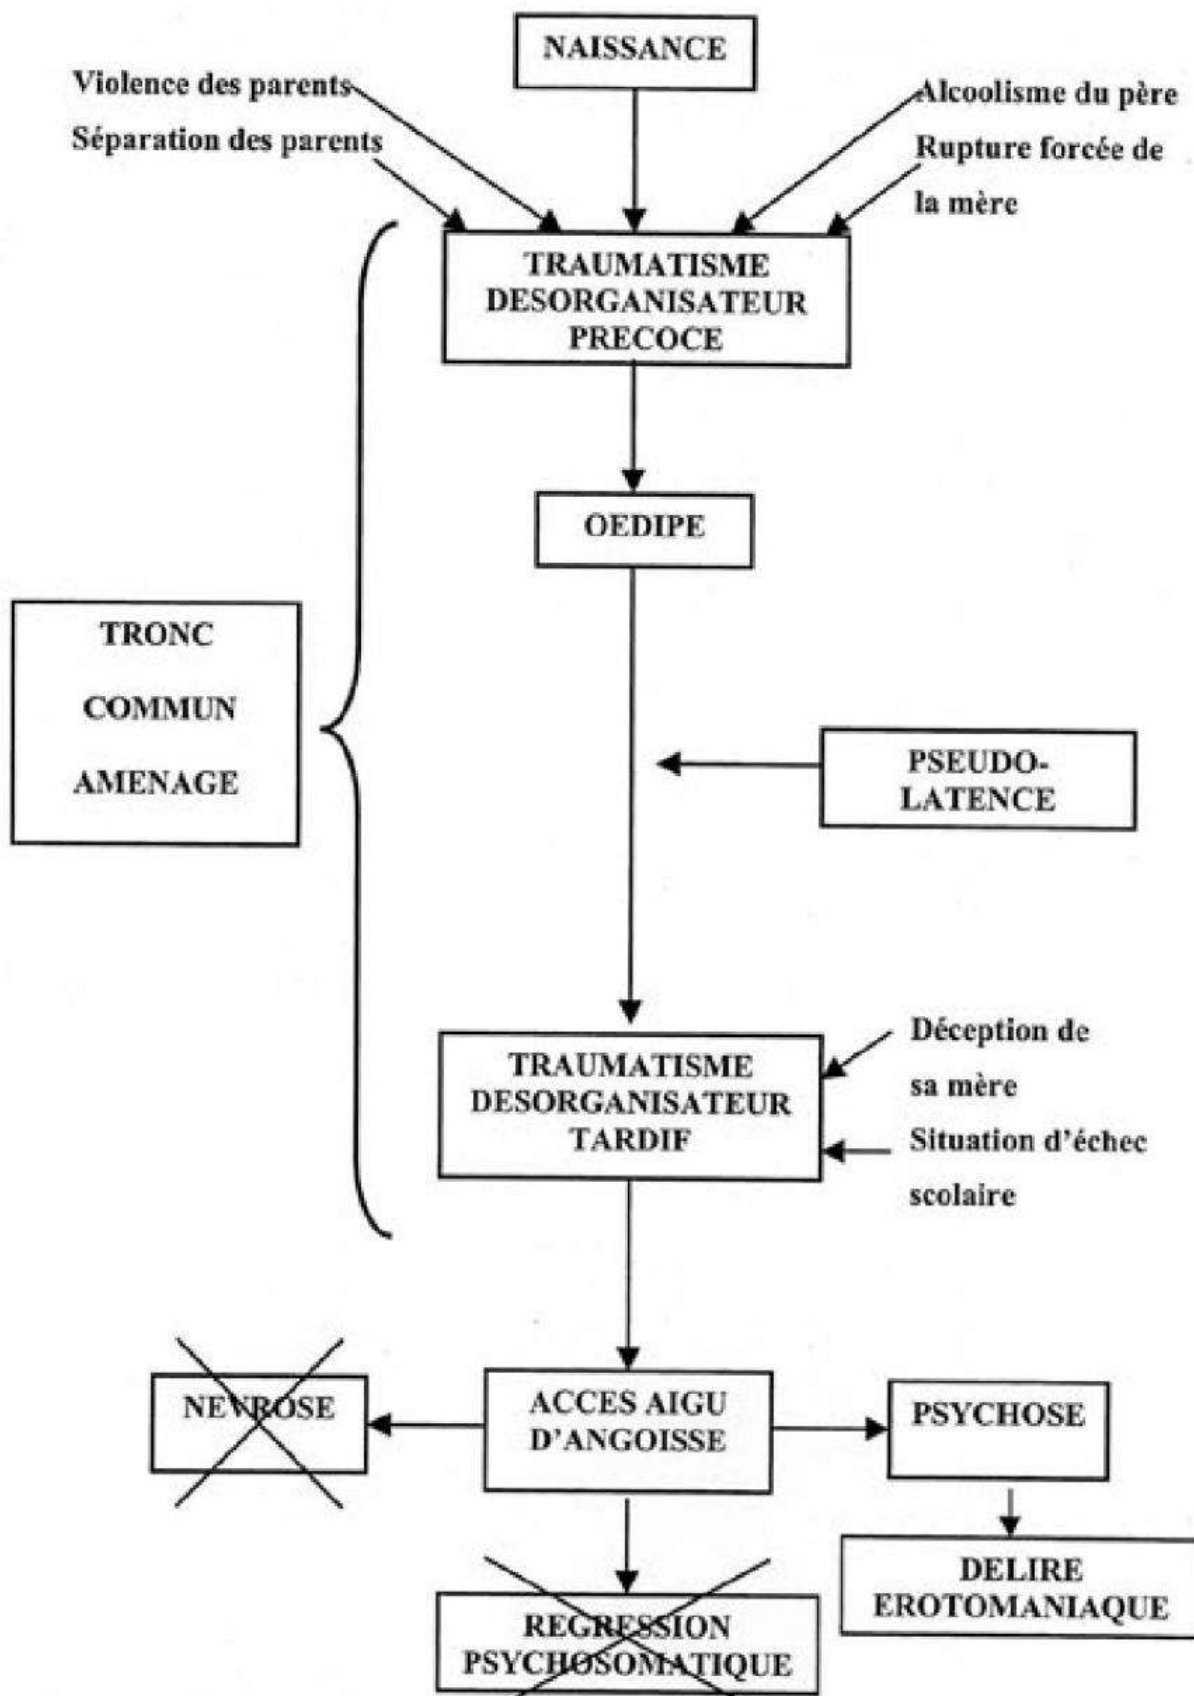 NAISSANCE
Violence des parents
Séparation des parents
Alcoolisme du père
Rupture forcée de
la mère
TRAUMATISME
DESORGANISATEUR
PRECOCE
OEDIPE
TRONC
COMMUN
AMENAGE
PSEUDO-
LATENCE
TRAUMATISME
DESORGANISATEUR
TARDIF
Déception de
sa mère
Situation d'échec
scolaire
NEVROSE
ACCES AIGU
D'ANGOISSE
PSYCHOSE
REGRESSION
PSYCHOSOMATIQUE
DELIRE
EROTOMANIAQUE